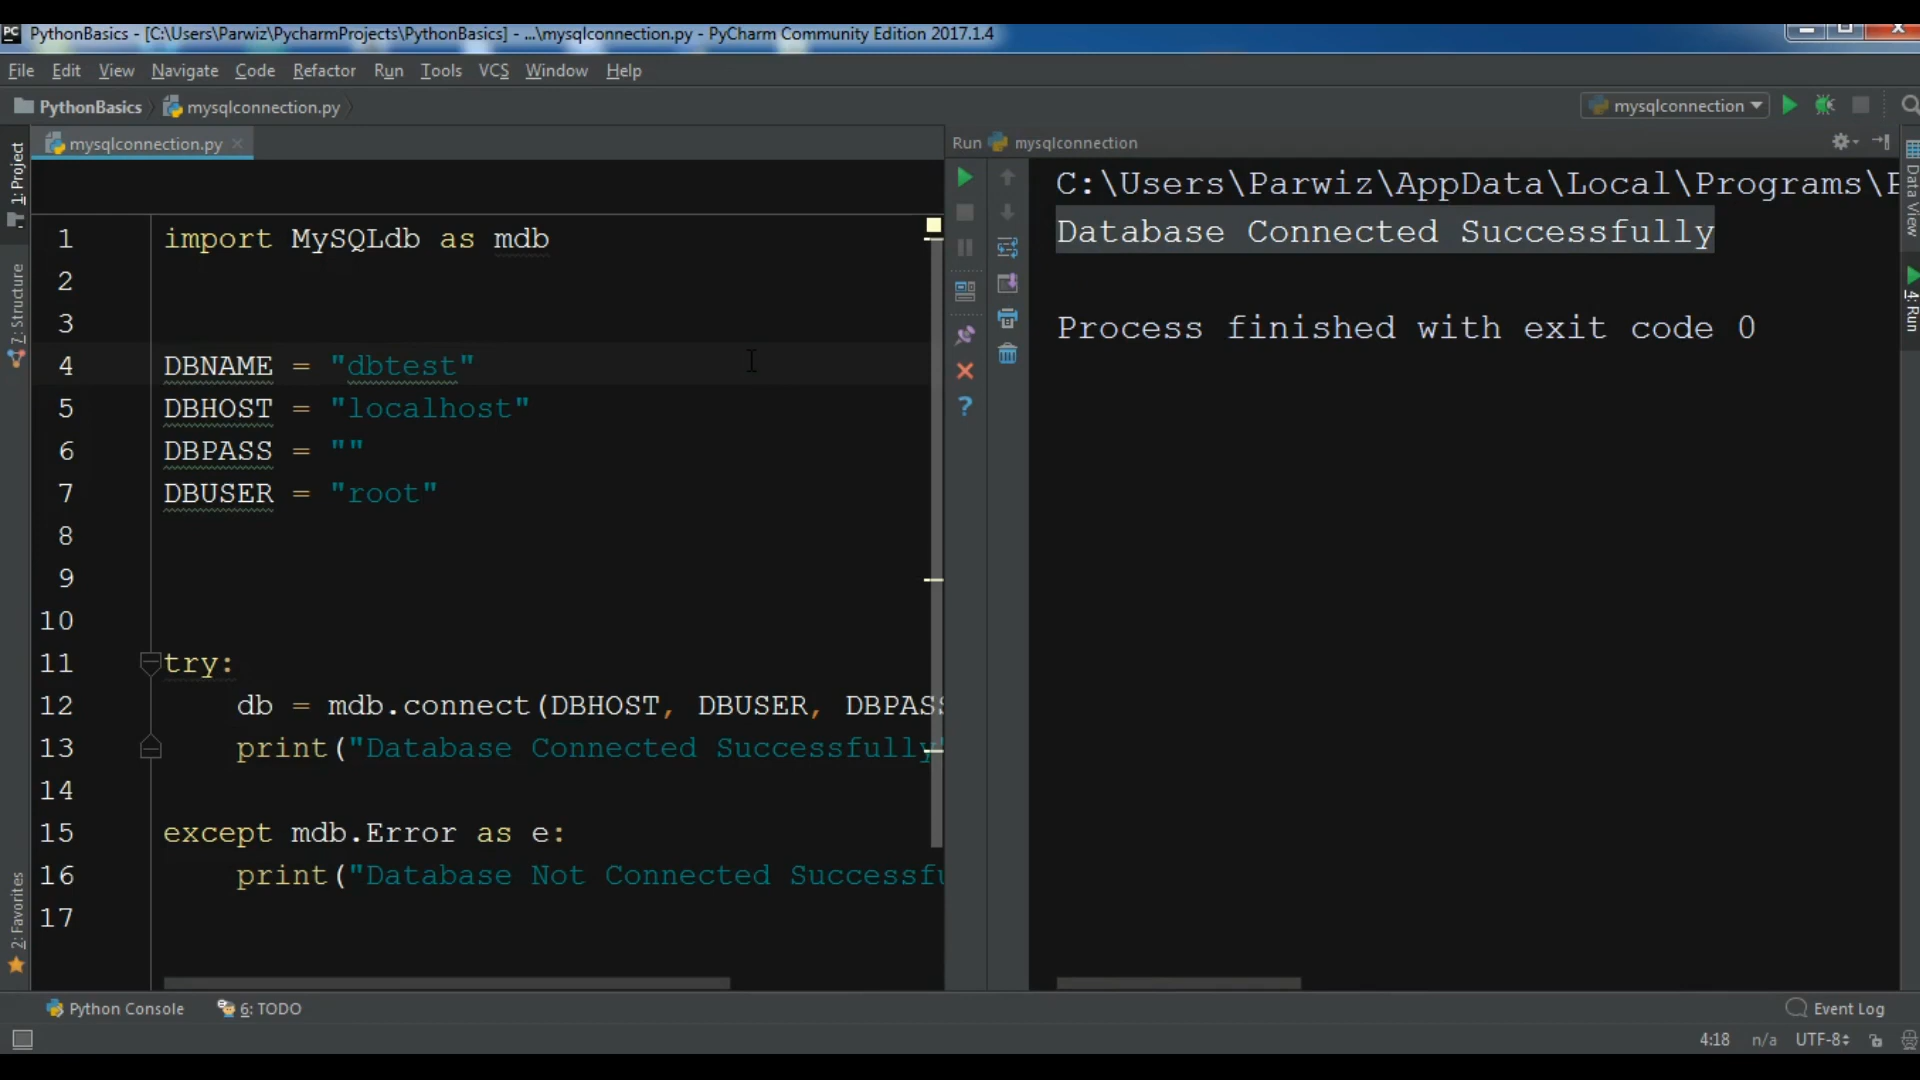 PC PythonBasics - [C:\Users\Parwiz\PycharmProjects\PythonBasics] - ...\mysqlconnection.py - PyCharm Community Edition 2017.1.4
File Edit View Navigate Code Refactor Run Tools VCS Window Help
PythonBasics mysqlconnection.py
mysqlconnection
mysqlconnection.py
Run mysqlconnection
1: Project
7: Structure
2: Favorites
1 import MySQLdb as mdb
2
3
4 DBNAME = "dbtest"
5 DBHOST = "localhost"
6 DBPASS = ""
7 DBUSER = "root"
8
9
10
11 try:
12 db = mdb.connect(DBHOST, DBUSER, DBPASS
13 print("Database Connected Successfully"
14
15 except mdb.Error as e:
16 print("Database Not Connected Successfu
17
C:\Users\Parwiz\AppData\Local\Programs\P
Database Connected Successfully
Process finished with exit code 0
Data View
4: Run
Python Console 6: TODO
Event Log
4:18 n/a UTF-8